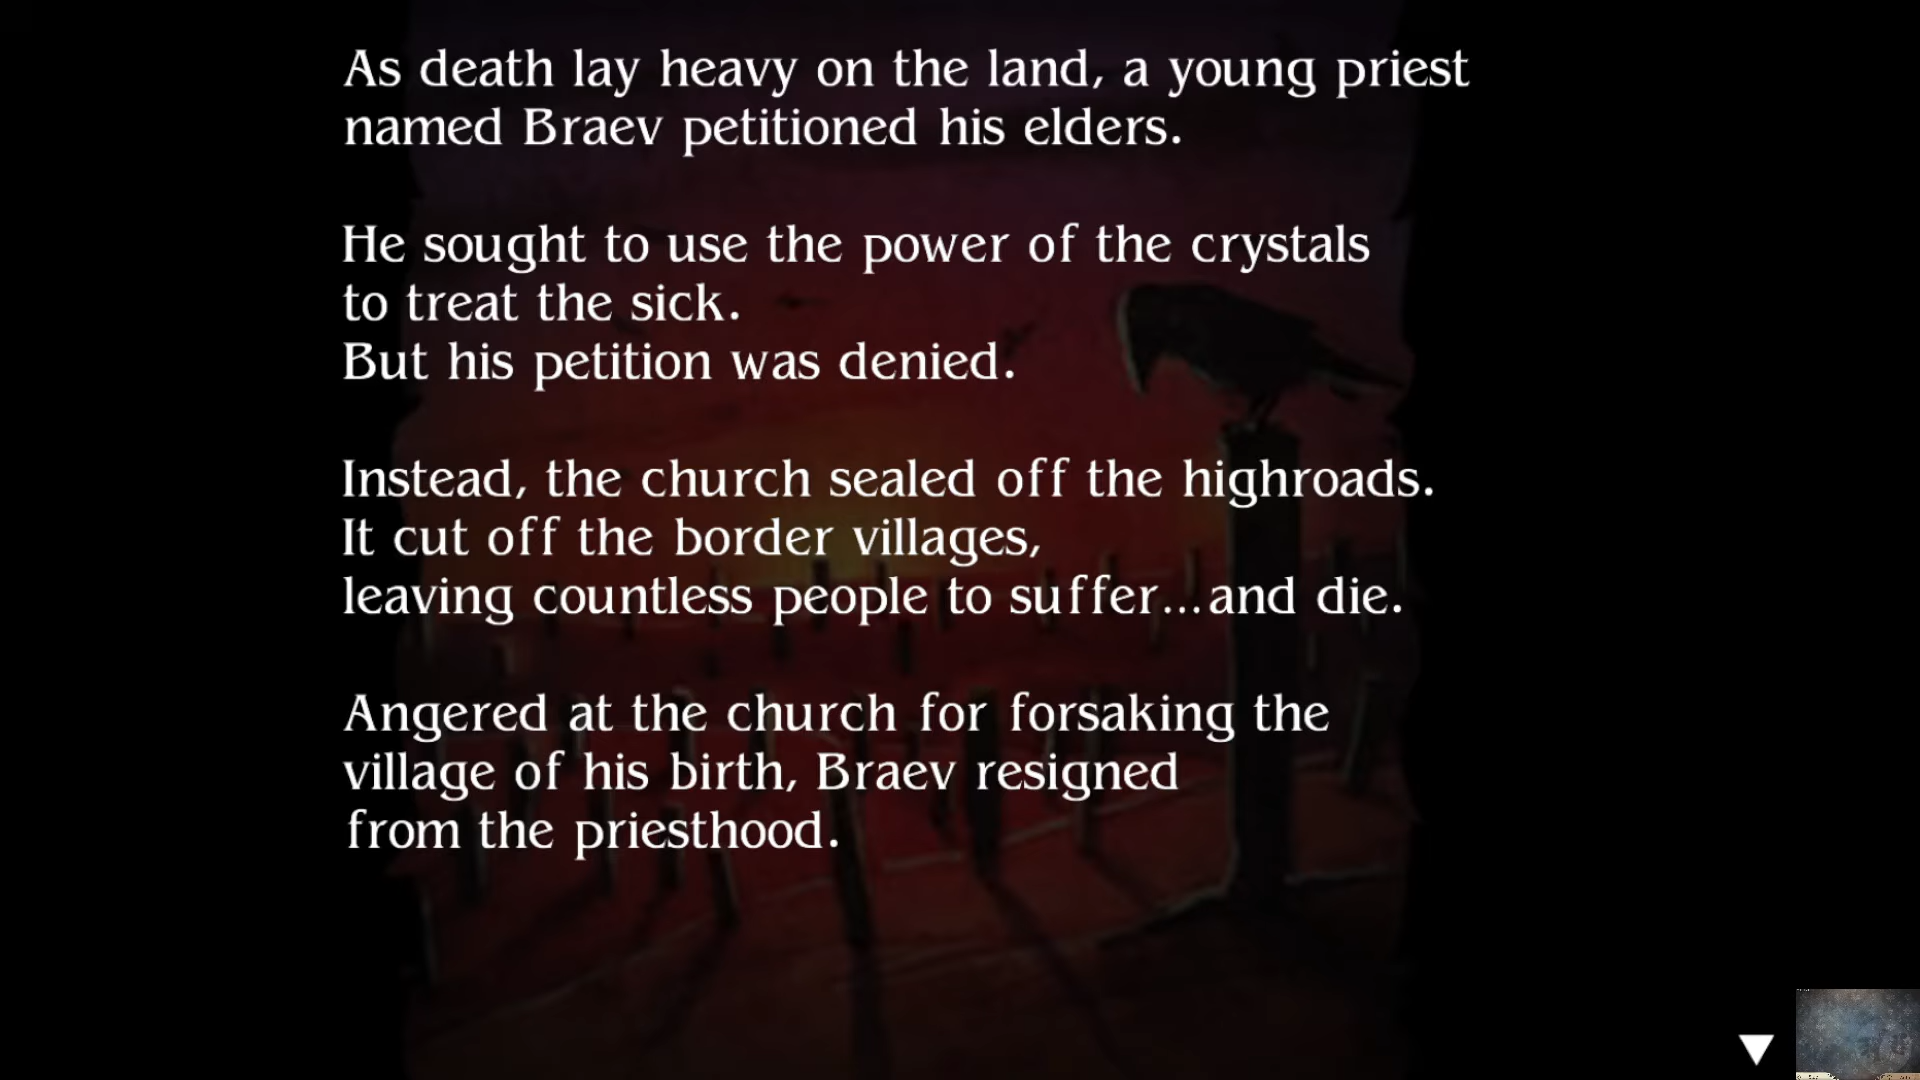 As death lay heavy on the land, a young priest
named Braev petitioned his elders.
He sought to use the power of the crystals
to treat the sick.
But his petition was denied.
Instead, the church sealed off the highroads.
It cut off the border villages,
leaving countless people to suffer...and die.
Angered at the church for forsaking the
village of his birth, Braev resigned
from the priesthood.